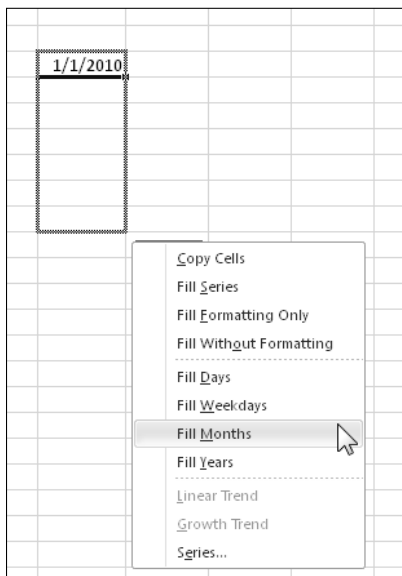 1/1/2010
Copy Cells
Fill Series
Fill Formatting Only
Fill Without Formatting
Fill Days
Fill Weekdays
Fill Months
Fill Years
Linear Trend
Growth Trend
Series...